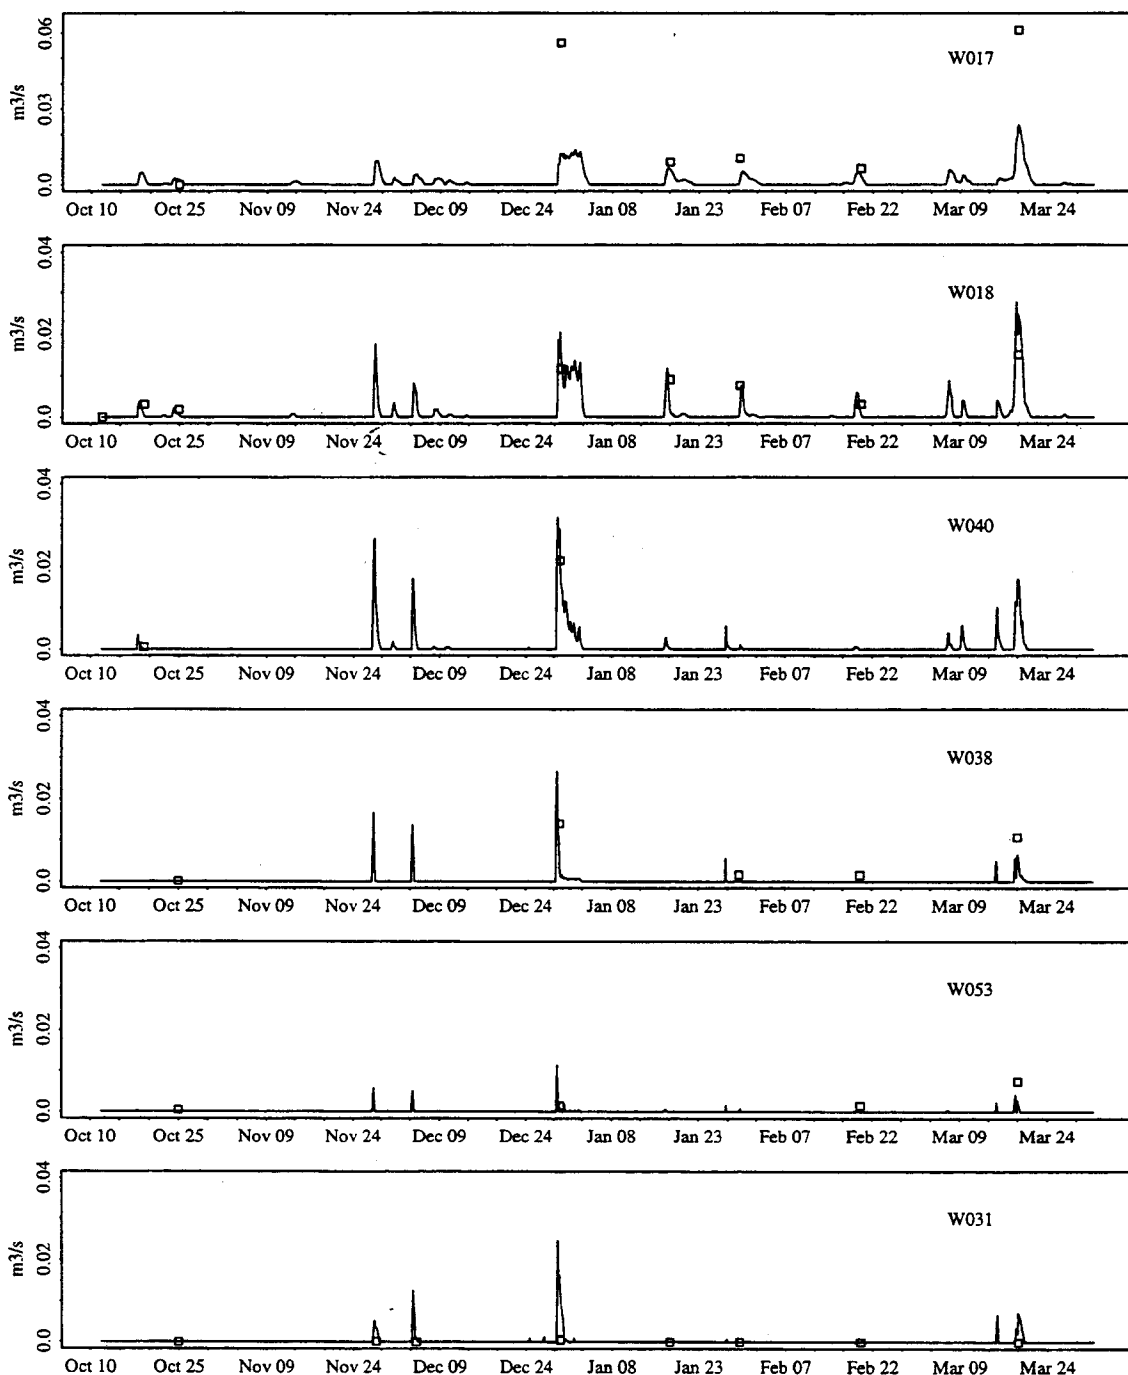 0.06
W017
m3/s
0.03
0.0
Oct 10 Oct 25 Nov 09 Nov 24 Dec 09 Dec 24 Jan 08 Jan 23 Feb 07 Feb 22 Mar 09 Mar 24
0.04
W018
m3/s
0.02
0.0
Oct 10 Oct 25 Nov 09 Nov 24 Dec 09 Dec 24 Jan 08 Jan 23 Feb 07 Feb 22 Mar 09 Mar 24
0.04
W040
m3/s
0.02
0.0
Oct 10 Oct 25 Nov 09 Nov 24 Dec 09 Dec 24 Jan 08 Jan 23 Feb 07 Feb 22 Mar 09 Mar 24
0.04
W038
m3/s
0.02
0.0
Oct 10 Oct 25 Nov 09 Nov 24 Dec 09 Dec 24 Jan 08 Jan 23 Feb 07 Feb 22 Mar 09 Mar 24
0.04
W053
m3/s
0.02
0.0
Oct 10 Oct 25 Nov 09 Nov 24 Dec 09 Dec 24 Jan 08 Jan 23 Feb 07 Feb 22 Mar 09 Mar 24
0.04
W031
m3/s
0.02
0.0
Oct 10 Oct 25 Nov 09 Nov 24 Dec 09 Dec 24 Jan 08 Jan 23 Feb 07 Feb 22 Mar 09 Mar 24